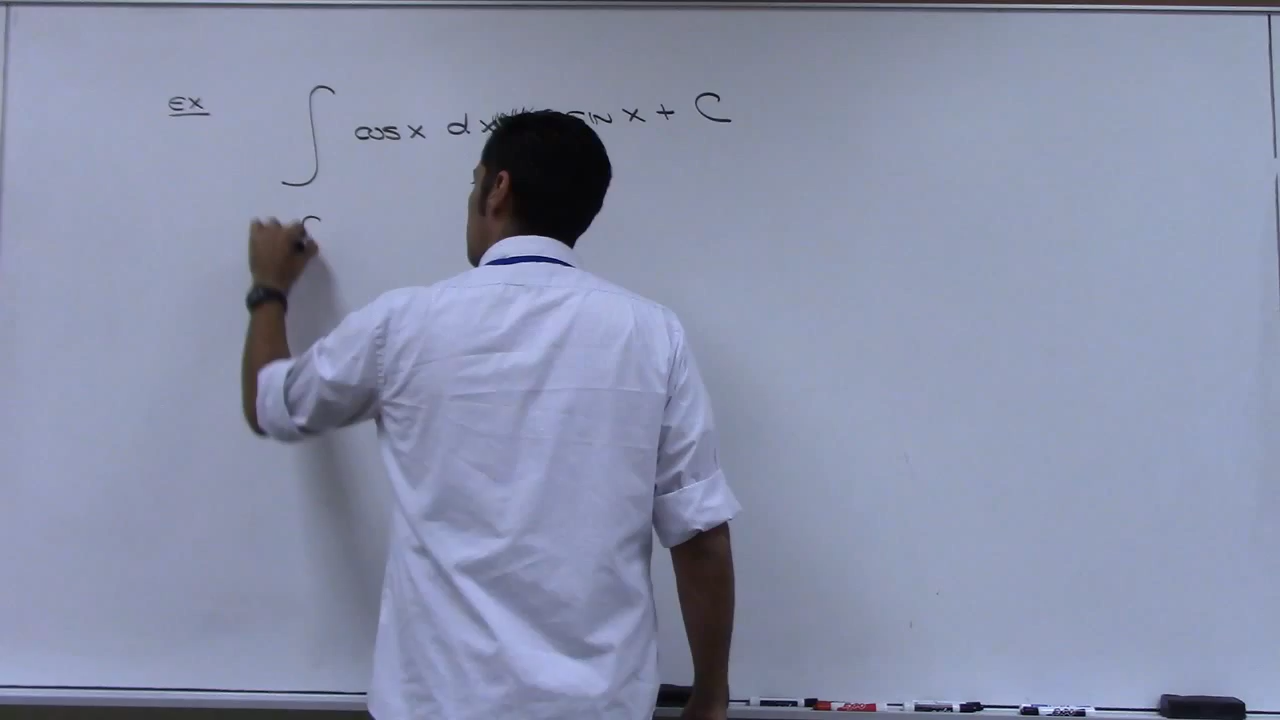 Ex ∫ cos x dx sin x + C
∫